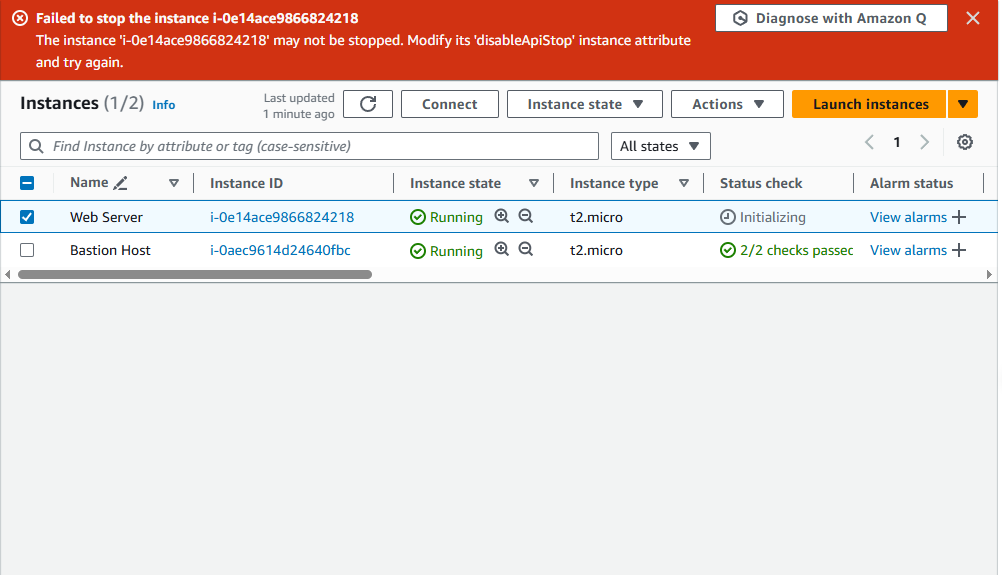 Failed to stop the instance i-0e14ace9866824218
Diagnose with Amazon Q
The instance 'i-0e14ace9866824218' may not be stopped. Modify its 'disableApiStop' instance attribute
and try again.
Instances (1/2) Info
Last updated
1 minute ago
Connect
Instance state
Actions
Launch instances
Find Instance by attribute or tag (case-sensitive)
All states
1
Name Instance ID Instance state Instance type Status check Alarm status
Web Server i-0e14ace9866824218 Running t2.micro Initializing View alarms
Bastion Host i-0aec9614d24640fbc Running t2.micro 2/2 checks passec View alarms